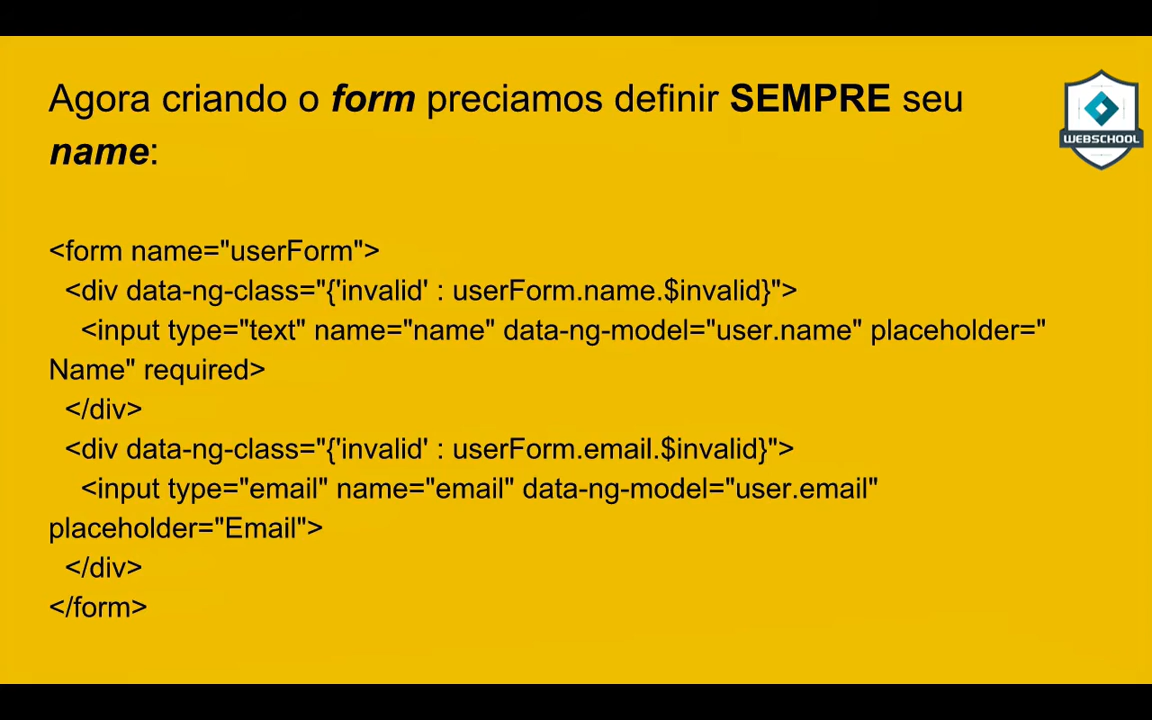 Agora criando o form preciamos definir SEMPRE seu
name:
WEBSCHOOL
<form name="userForm">
<div data-ng-class="{'invalid' : userForm.name.$invalid}">
<input type="text" name="name" data-ng-model="user.name" placeholder="
Name" required>
</div>
<div data-ng-class="{'invalid' : userForm.email.$invalid}">
<input type="email" name="email" data-ng-model="user.email"
placeholder="Email">
</div>
</form>